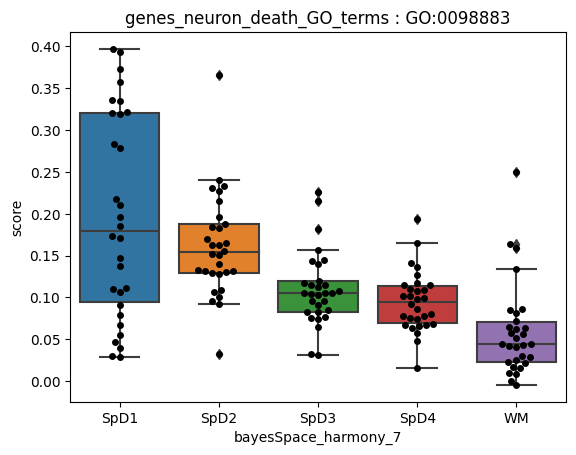 genes_neuron_death_GO_terms : GO:0098883
0.40
0.35
0.30
0.25
0.20
0.15
0.10
0.05
0.00
score
SpD1 SpD2 SpD3 SpD4 WM
bayesSpace_harmony_7